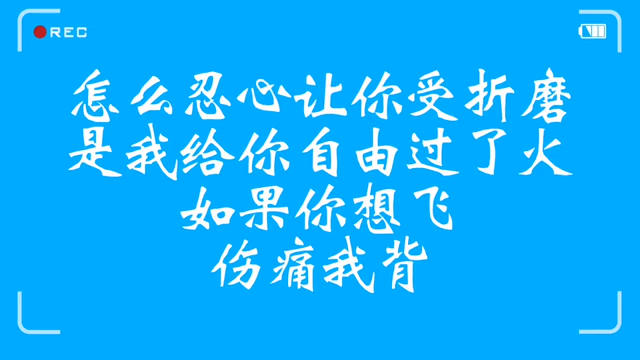 REC
怎么忍心让你受折磨
是我给你自由过了火
如果你想飞
伤痛我背